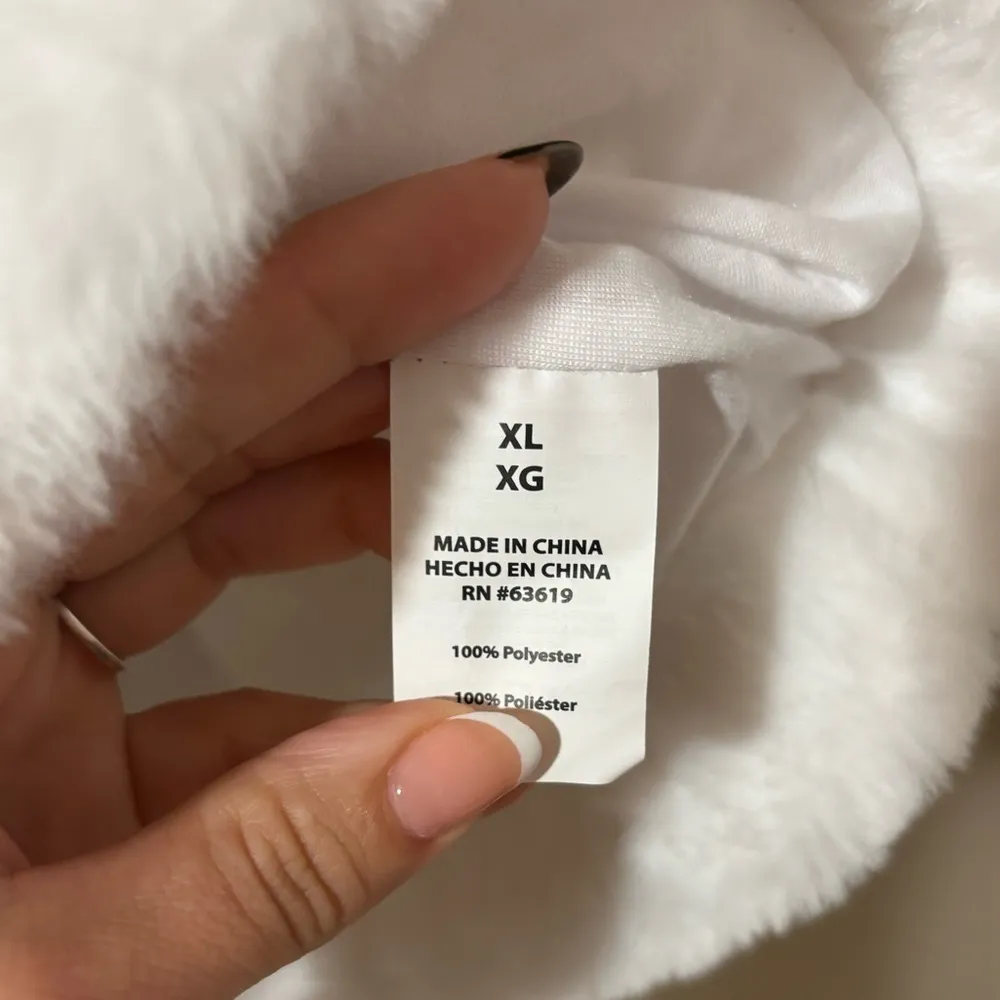 XL
XG
MADE IN CHINA
HECHO EN CHINA
RN #63619
100% Polyester
100% Poliéster